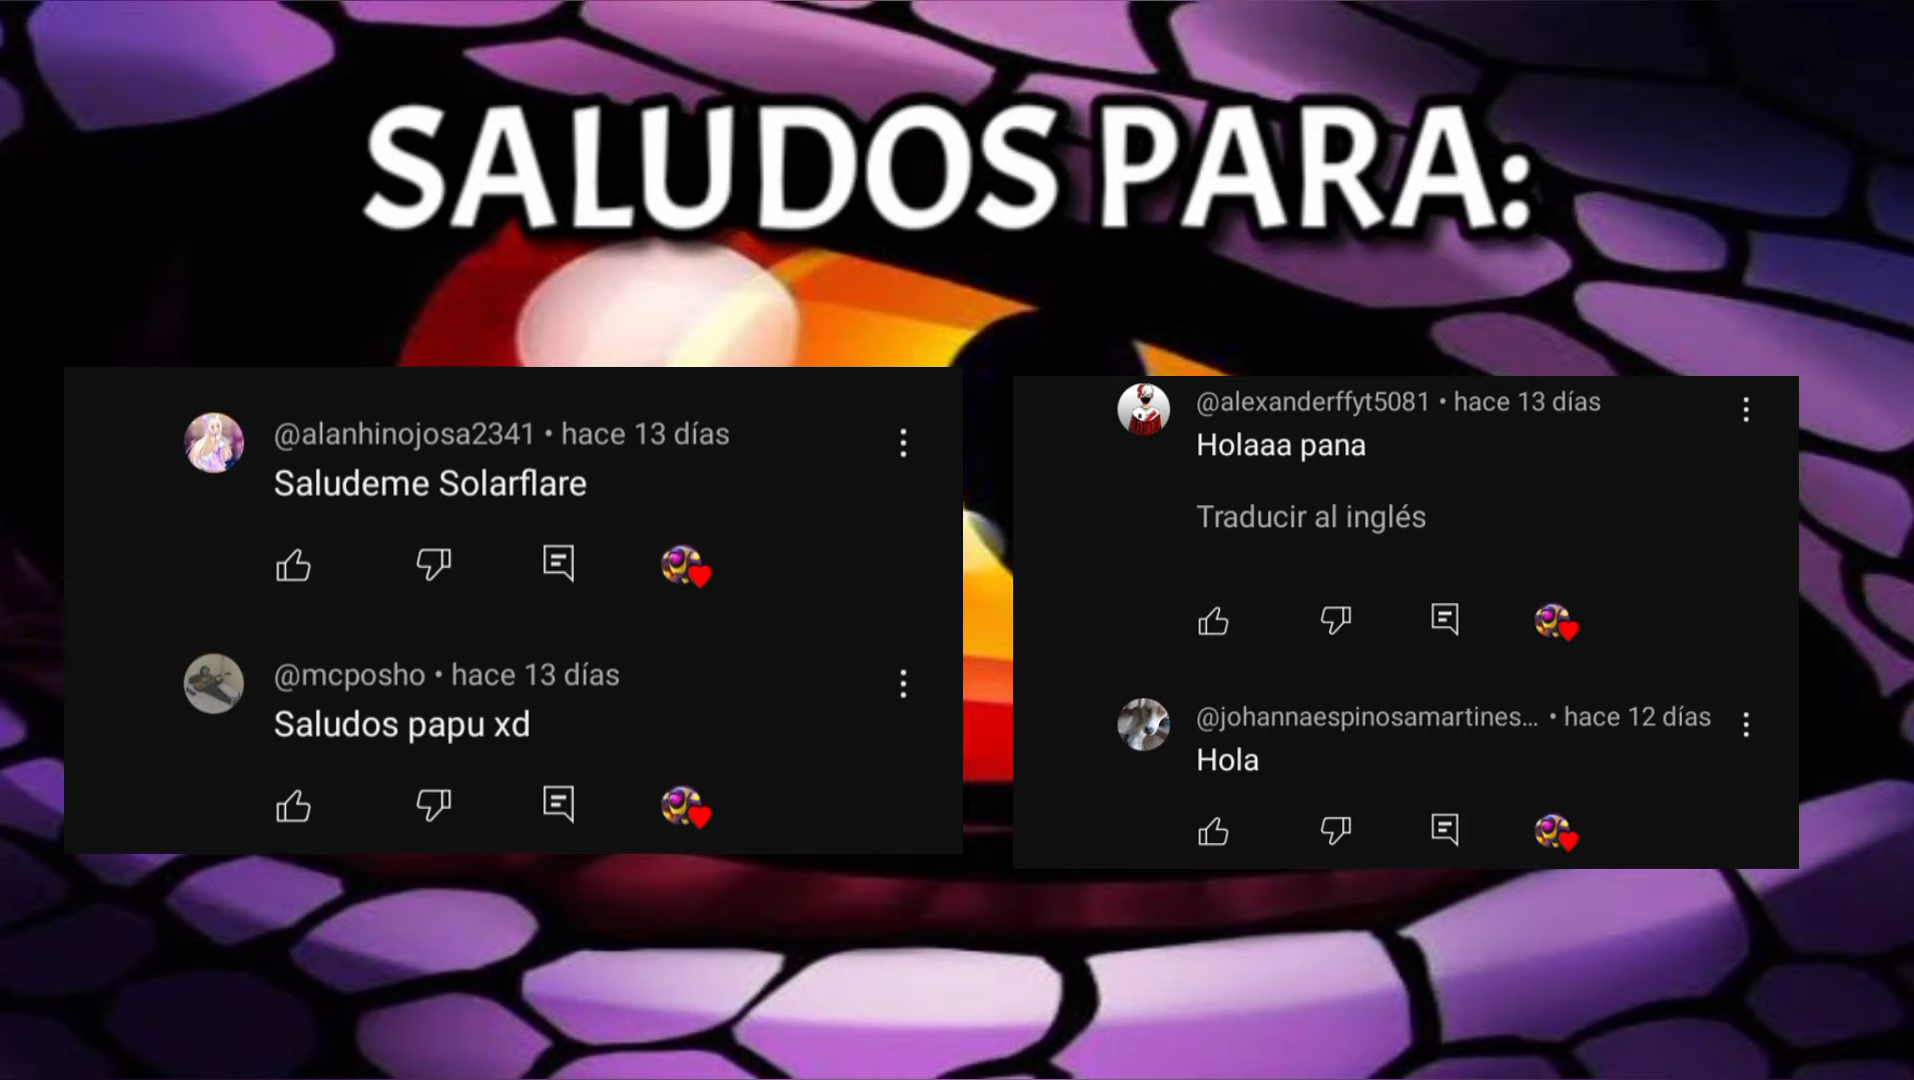 SALUDOS PARA:
@alanhinojosa2341 • hace 13 días
Saludeme Solarflare
@mcposho • hace 13 días
Saludos papu xd
@alexanderffyt5081 • hace 13 días
Holaaa pana
Traducir al inglés
@johannaespinosamartines... • hace 12 días
Hola